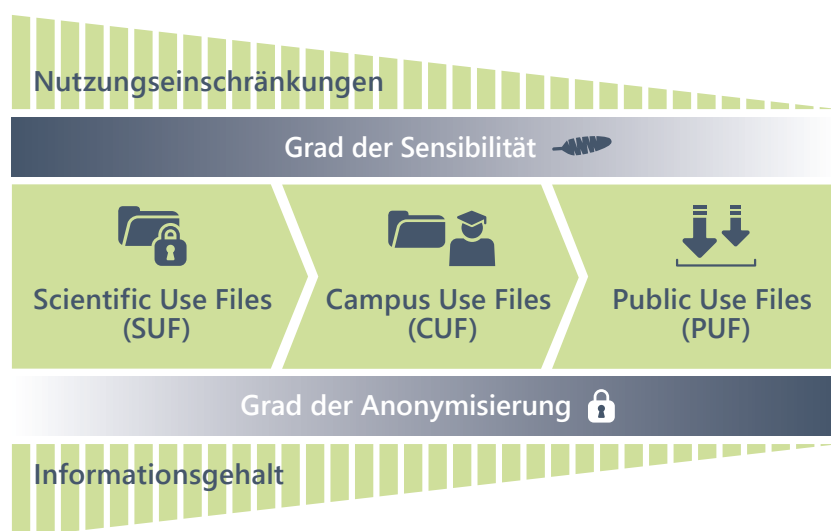 Nutzungseinschränkungen
Grad der Sensibilität
Scientific Use Files
(SUF)
Campus Use Files
(CUF)
Public Use Files
(PUF)
Grad der Anonymisierung
Informationsgehalt